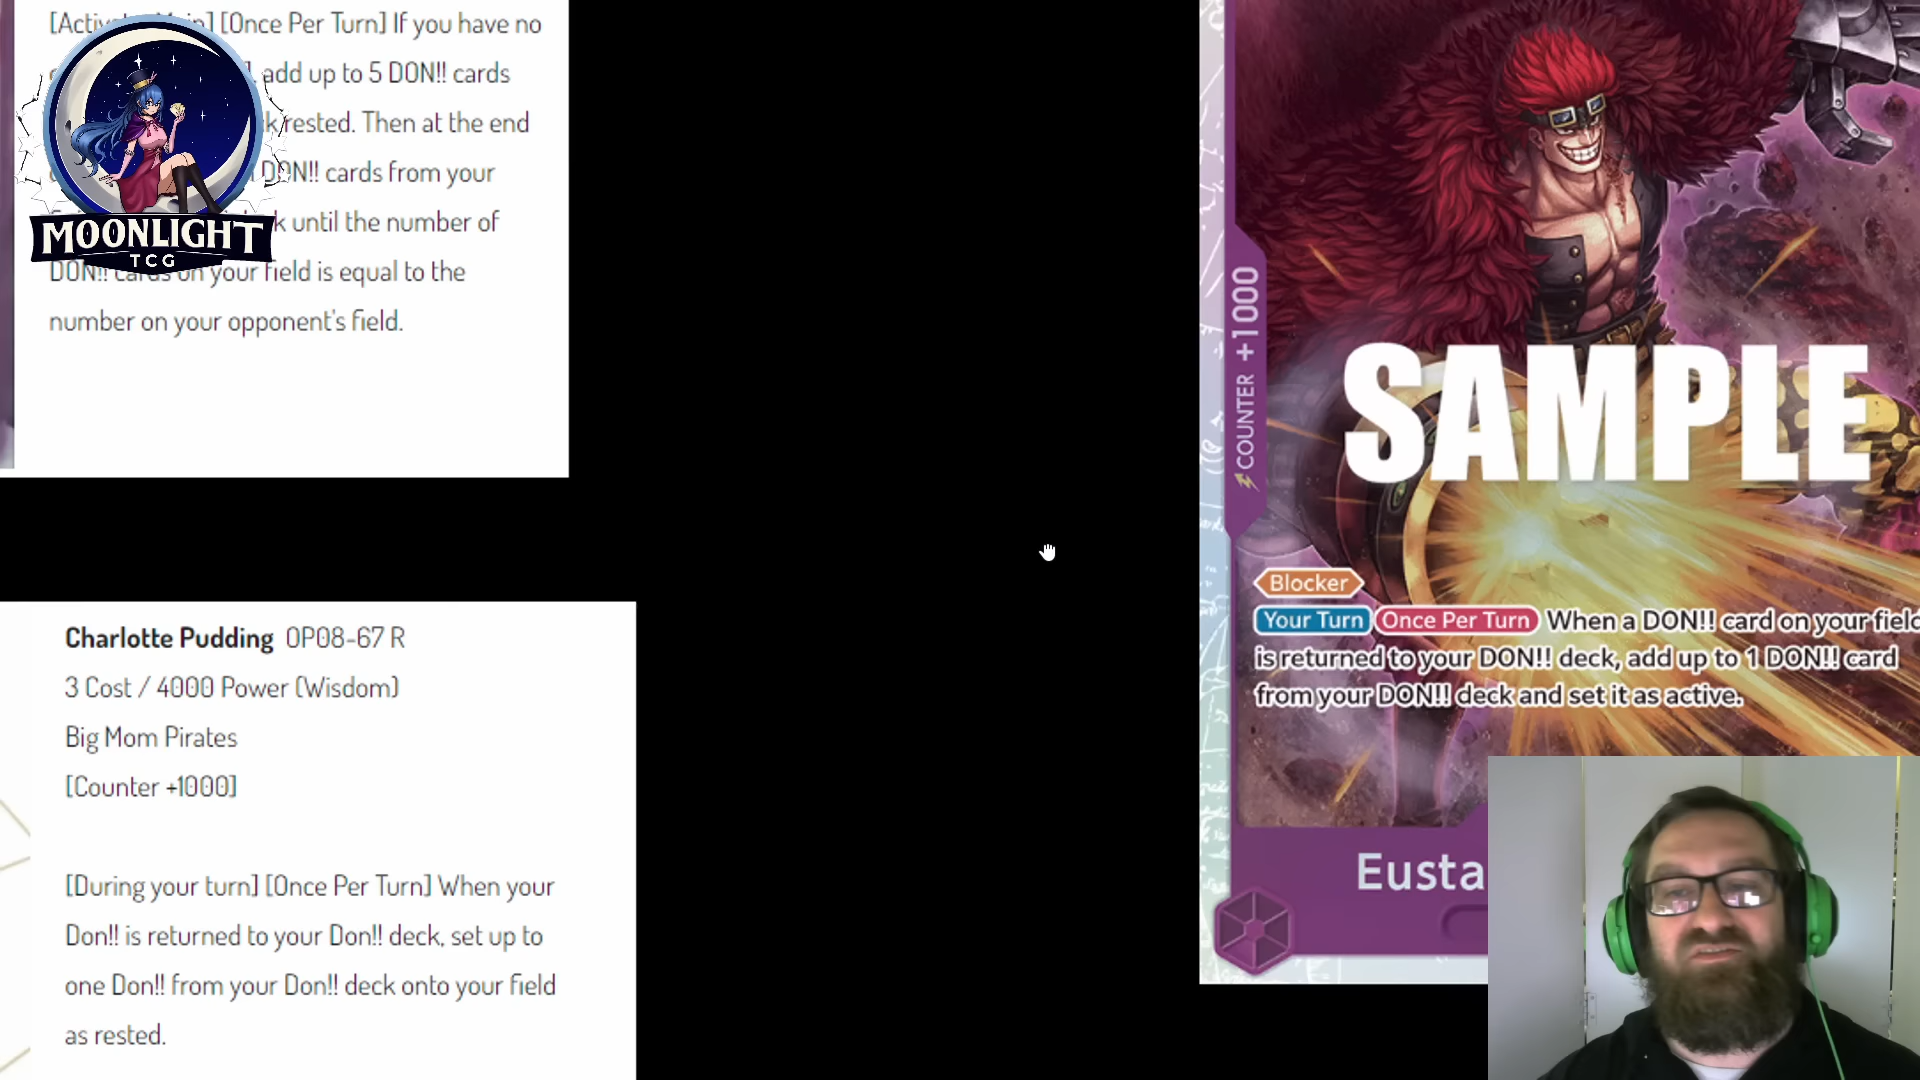 [Activ
[Once Per Turn] If you have no
add up to 5 DON!! cards
rested. Then at the end
DON!! cards from your
until the number of
DON!! cards on your field is equal to the
number on your opponent's field.
MOONLIGHT
TCG
Charlotte Pudding OP08-67 R
3 Cost / 4000 Power (Wisdom)
Big Mom Pirates
[Counter +1000]
[During your turn] [Once Per Turn] When your
Don!! is returned to your Don!! deck, set up to
one Don!! from your Don!! deck onto your field
as rested.
COUNTER +1000
SAMPLE
Blocker
Your Turn Once Per Turn When a DON!! card on your field
is returned to your DON!! deck, add up to 1 DON!! card
from your DON!! deck and set it as active.
Eusta